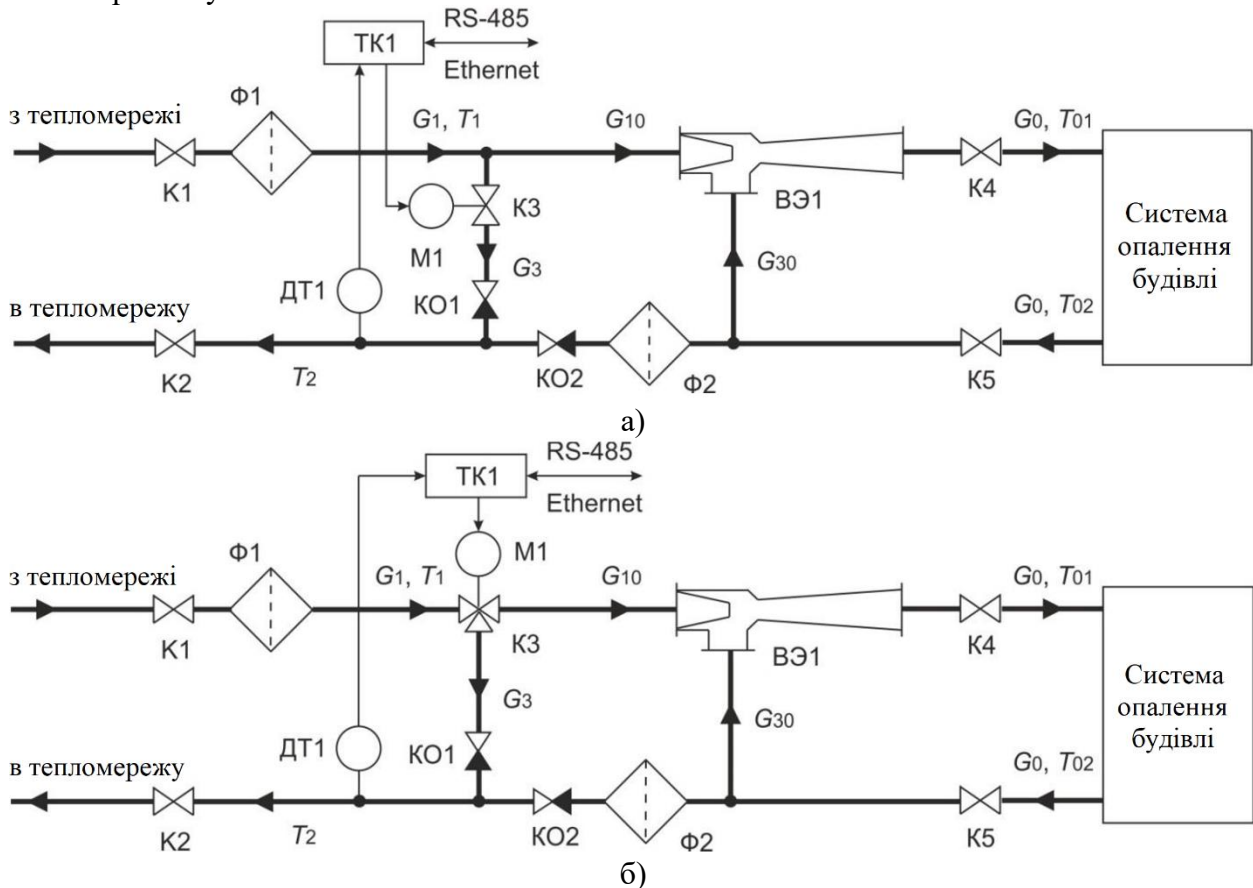 RS-485
ТК1
Ethernet
Ф1
з тепломережі
G1, T1
G10
G0, T01
К1
К3
ВЭ1
К4
М1
Система
опалення
будівлі
G3
G30
ДТ1
КО1
в тепломережу
G0, T02
К2
T2
КО2
Ф2
К5
а)
RS-485
ТК1
Ethernet
М1
Ф1
з тепломережі
G1, T1
G10
G0, T01
К1
К3
ВЭ1
К4
Система
опалення
будівлі
G3
G30
ДТ1
КО1
в тепломережу
G0, T02
К2
T2
КО2
Ф2
К5
б)